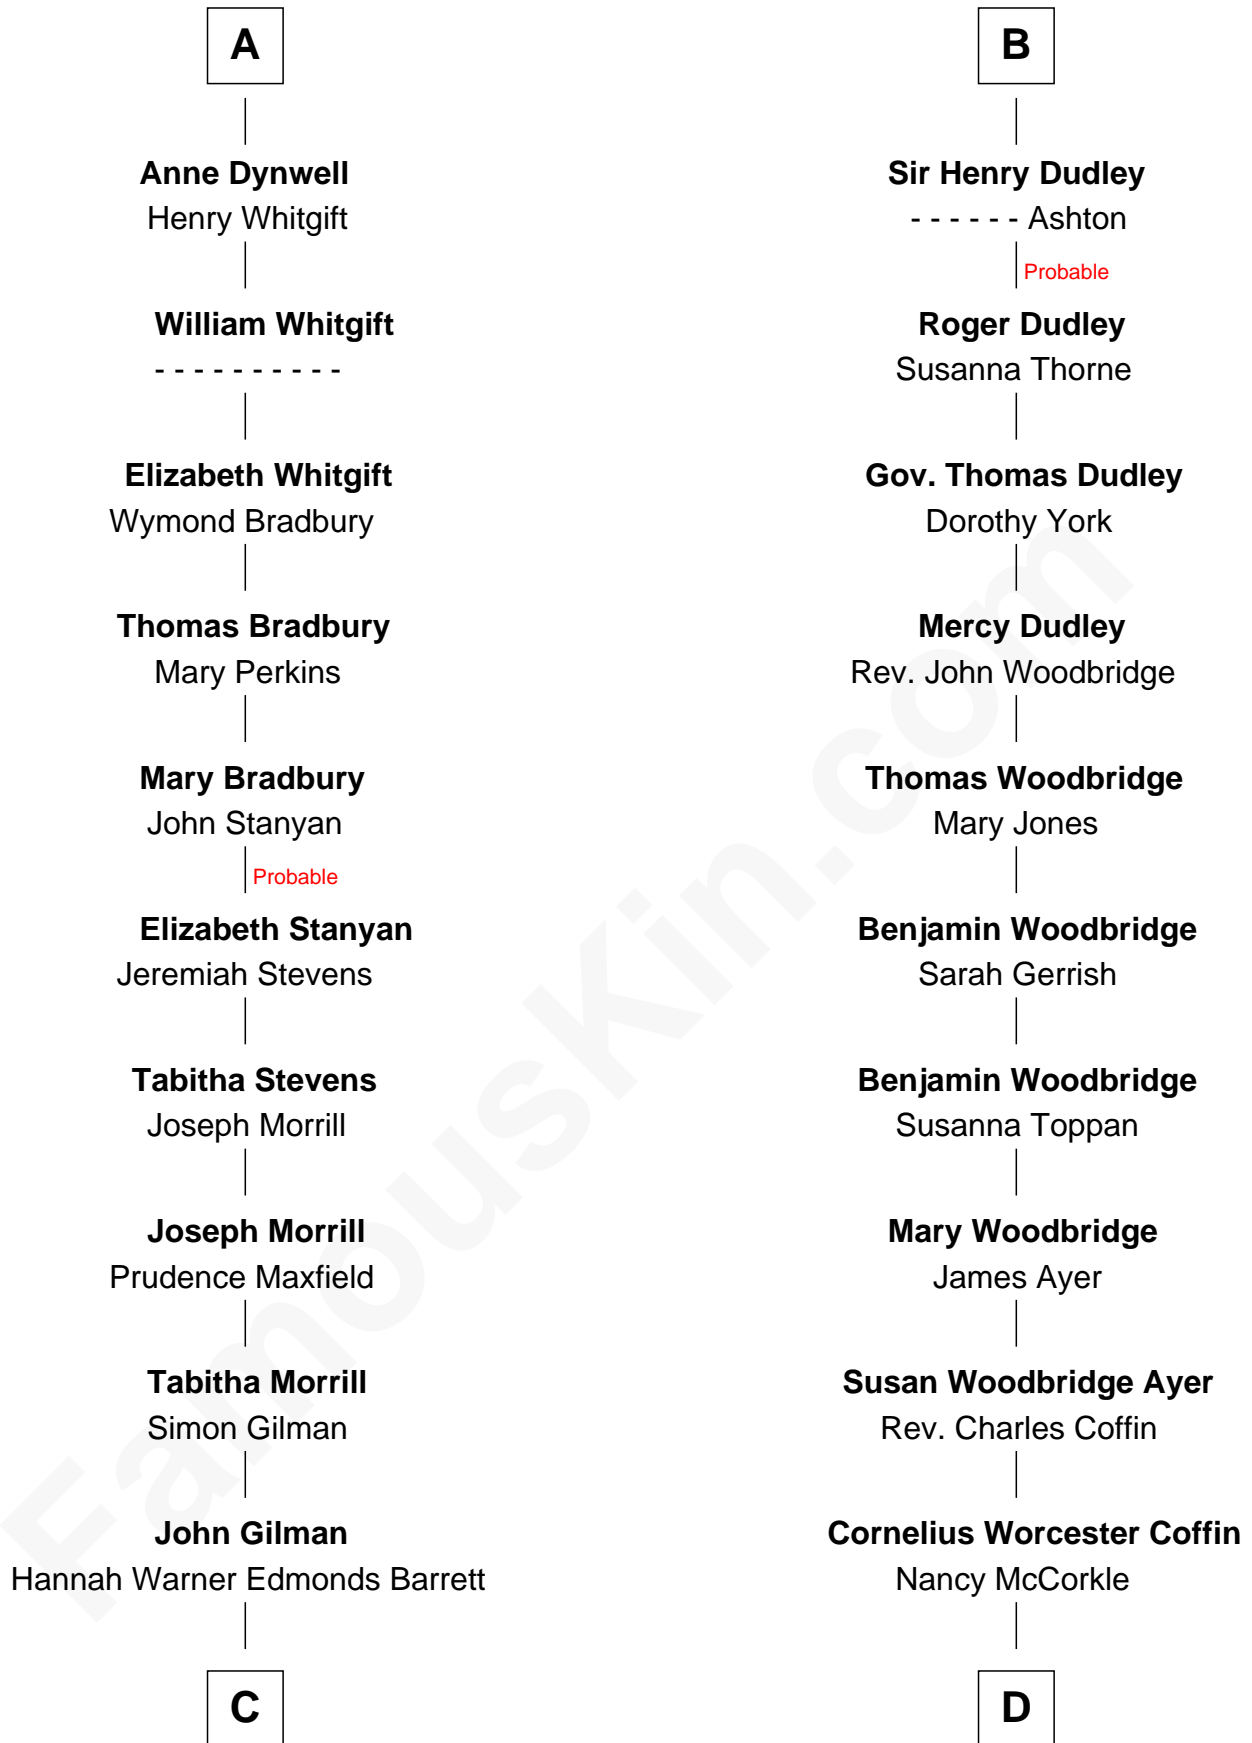 A
Anne Dynwell
Henry Whitgift
William Whitgift
- - - - - - - - - -
Elizabeth Whitgift
Wymond Bradbury
Thomas Bradbury
Mary Perkins
Mary Bradbury
John Stanyan
Probable
Elizabeth Stanyan
Jeremiah Stevens
Tabitha Stevens
Joseph Morrill
Joseph Morrill
Prudence Maxfield
Tabitha Morrill
Simon Gilman
John Gilman
Hannah Warner Edmonds Barrett
C
B
Sir Henry Dudley
- - - - - - Ashton
Probable
Roger Dudley
Susanna Thorne
Gov. Thomas Dudley
Dorothy York
Mercy Dudley
Rev. John Woodbridge
Thomas Woodbridge
Mary Jones
Benjamin Woodbridge
Sarah Gerrish
Benjamin Woodbridge
Susanna Toppan
Mary Woodbridge
James Ayer
Susan Woodbridge Ayer
Rev. Charles Coffin
Cornelius Worcester Coffin
Nancy McCorkle
D
FamousKin.com